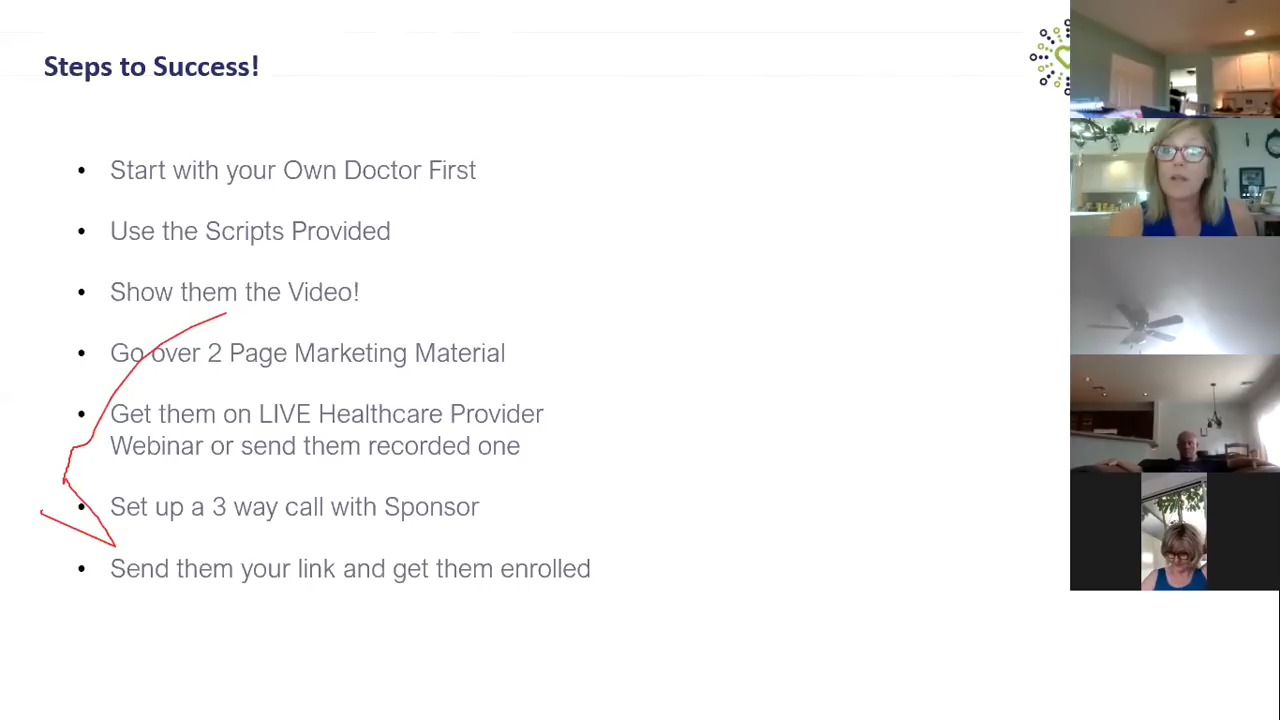 Steps to Success!
• Start with your Own Doctor First
• Use the Scripts Provided
• Show them the Video!
• Go over 2 Page Marketing Material
• Get them on LIVE Healthcare Provider
Webinar or send them recorded one
• Set up a 3 way call with Sponsor
• Send them your link and get them enrolled